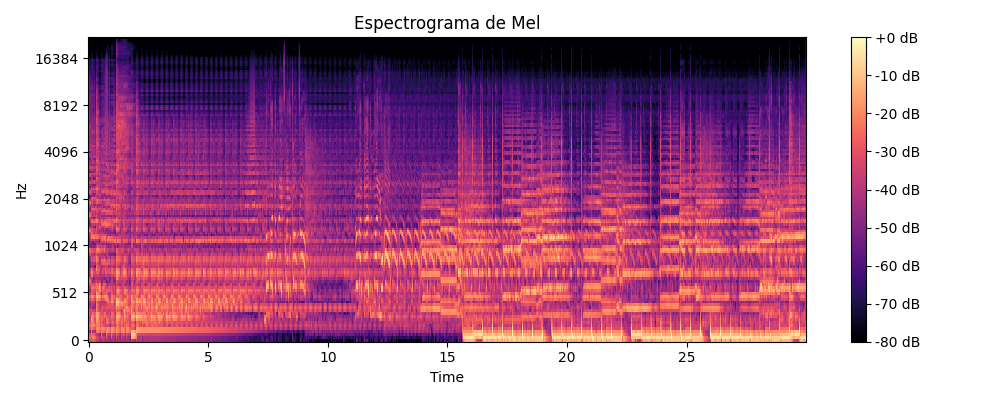 Espectrograma de Mel
Hz
16384
8192
4096
2048
1024
512
0
0 5 10 15 20 25
Time
+0 dB
-10 dB
-20 dB
-30 dB
-40 dB
-50 dB
-60 dB
-70 dB
-80 dB